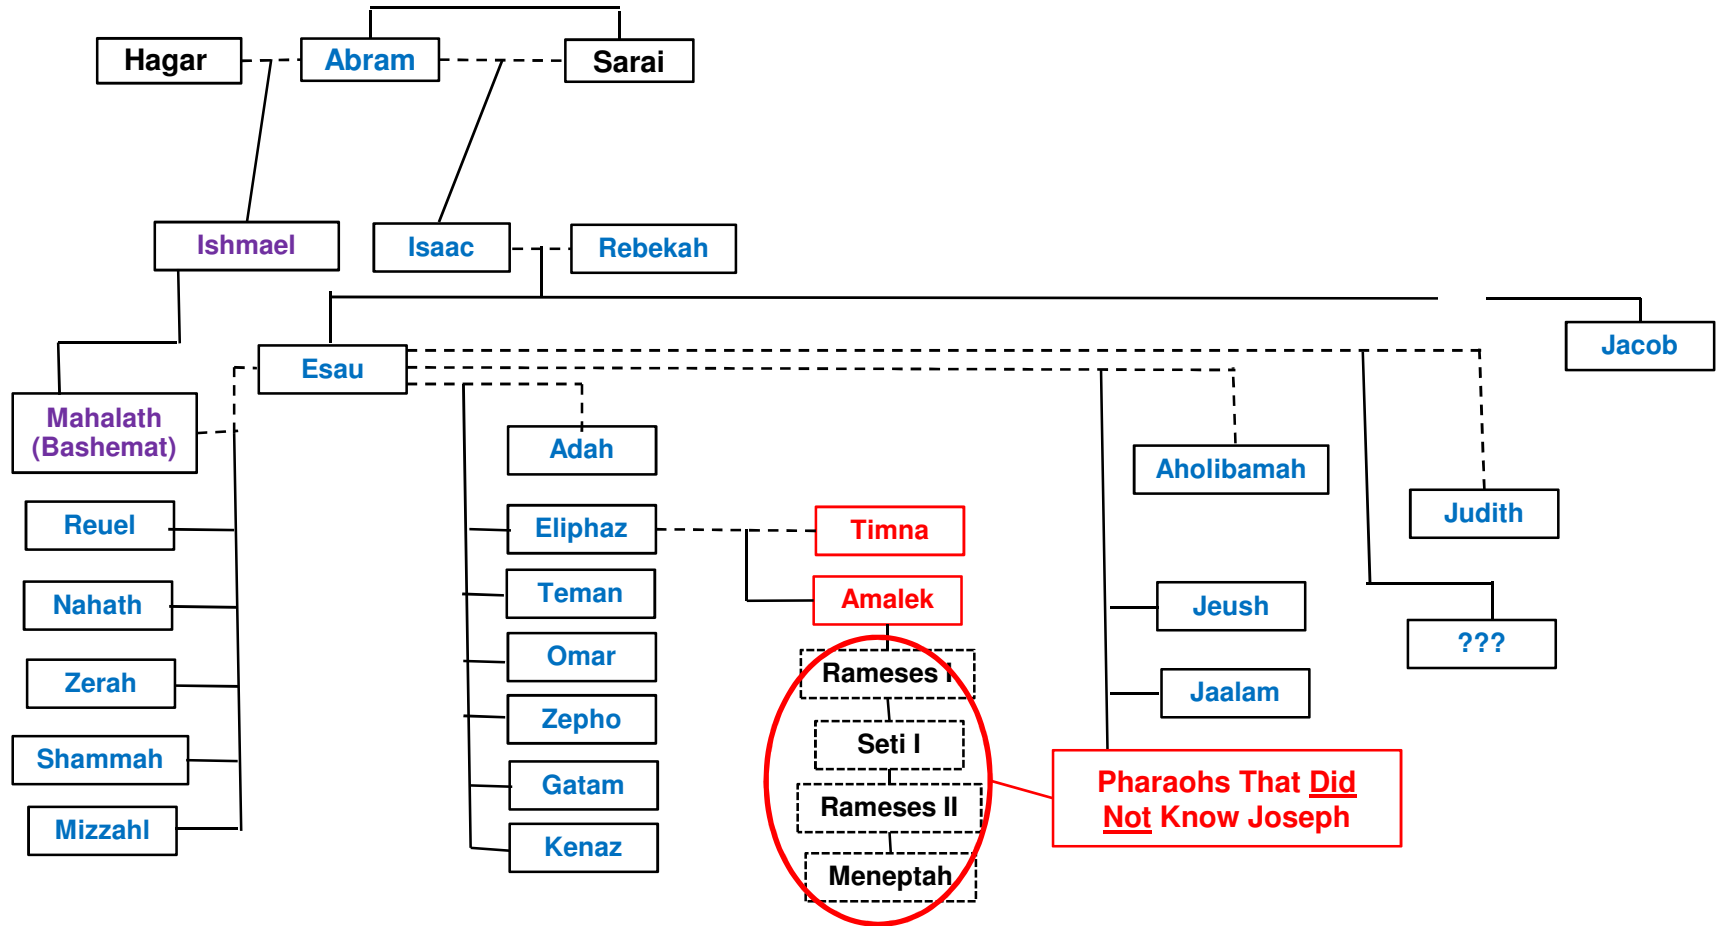 Hagar
Abram
Sarai
Ishmael
Isaac
Rebekah
Esau
Jacob
Mahalath
(Bashemat)
Adah
Aholibamah
Judith
Reuel
Eliphaz
Timna
Nahath
Teman
Amalek
Jeush
???
Omar
Rameses I
Zerah
Jaalam
Zepho
Seti I
Shammah
Gatam
Rameses II
Pharaohs That Did
Not Know Joseph
Mizzahl
Kenaz
Meneptah